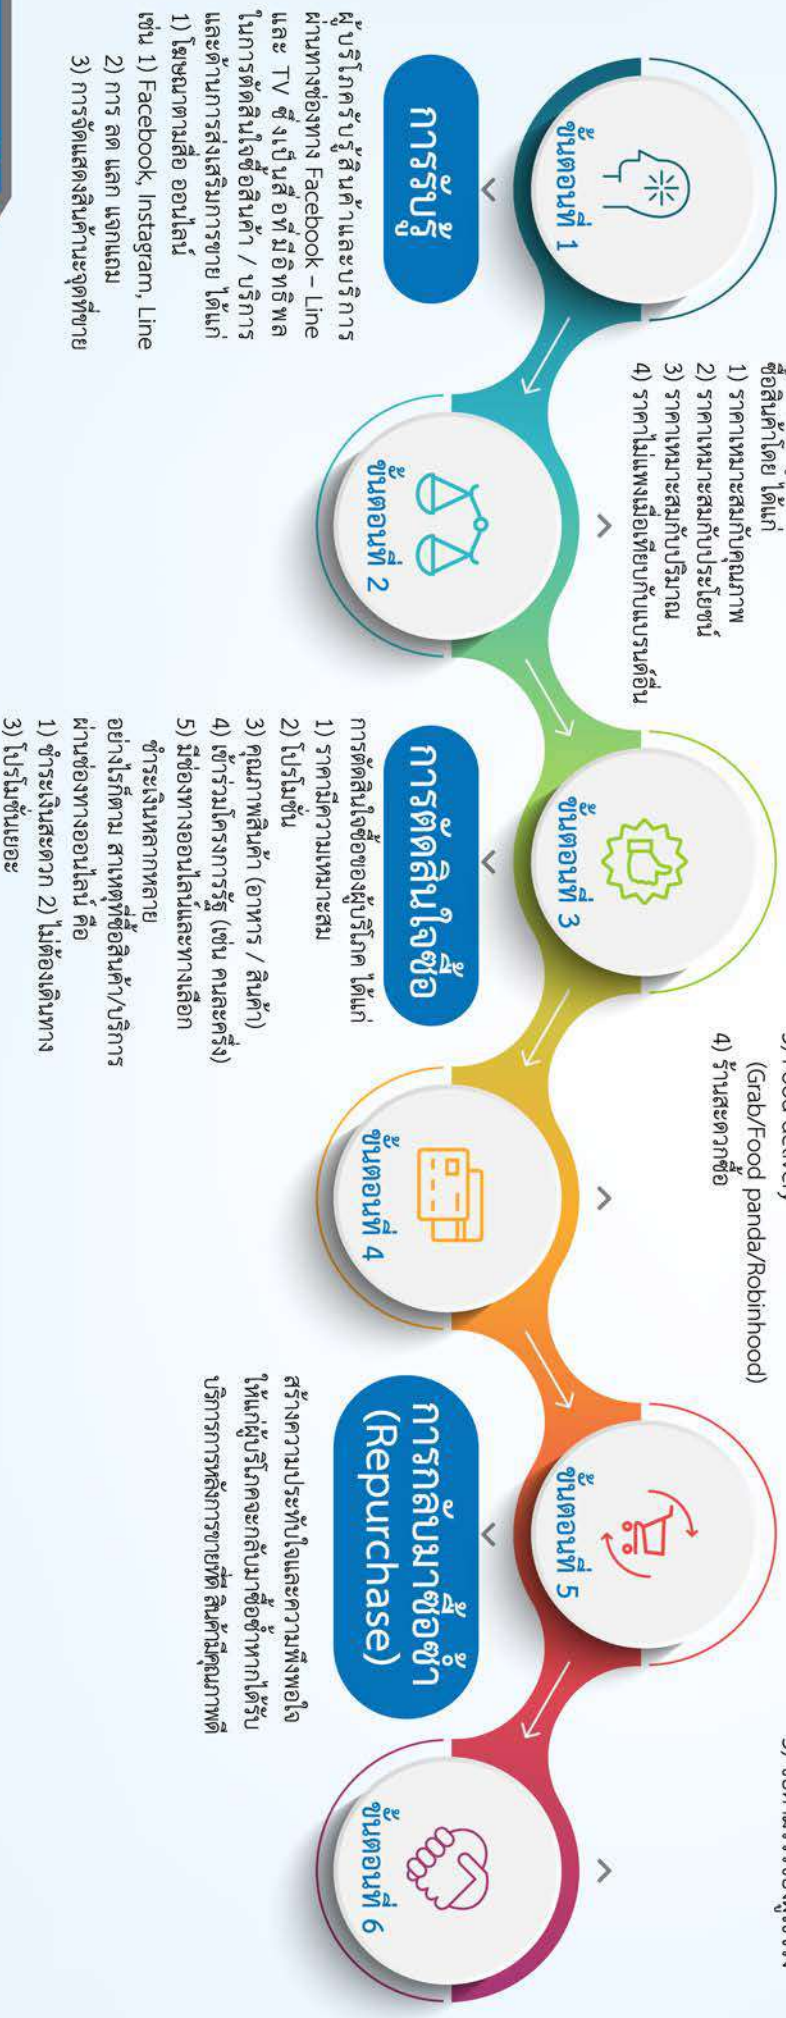 ขั้นตอนที่ 1
การรับรู้
ผู้บริโภครับรู้สินค้าและบริการ
ผ่านทางช่องทาง Facebook – Line
และ TV ซึ่งเป็นสื่อที่มีอิทธิพล
ในการตัดสินใจซื้อสินค้า / บริการ
และด้านการส่งเสริมการขาย ได้แก่
1) โฆษณาตามสื่อ ออนไลน์
เช่น 1) Facebook, Instagram, Line
2) การ ลด แลก แจกแถม
3) การจัดแสดงสินค้านะจุดที่ขาย
ซื้อสินค้าโดย ได้แก่
1) ราคาเหมาะสมกับคุณภาพ
2) ราคาเหมาะสมกับประโยชน์
3) ราคาเหมาะสมกับปริมาณ
4) ราคาไม่แพงเมื่อเทียบกับแบรนด์อื่น
ขั้นตอนที่ 2
ขั้นตอนที่ 3
การตัดสินใจซื้อ
การตัดสินใจซื้อของผู้บริโภค ได้แก่
1) ราคามีความเหมาะสม
2) โปรโมชั่น
3) คุณภาพสินค้า (อาหาร / สินค้า)
4) เข้าร่วมโครงการรัฐ (เช่น คนละครึ่ง)
5) มีช่องทางออนไลน์และทางเลือก
ชำระเงินหลากหลาย
อย่างไรก็ตาม สาเหตุที่ซื้อสินค้า/บริการ
ผ่านช่องทางออนไลน์ คือ
1) ชำระเงินสะดวก 2) ไม่ต้องเดินทาง
3) โปรโมชั่นเยอะ
(Grab/Food panda/Robinhood)
4) ร้านสะดวกซื้อ
ขั้นตอนที่ 4
ขั้นตอนที่ 5
การกลับมาซื้อซ้ำ
(Repurchase)
สร้างความประทับใจและความพึงพอใจ
ให้แก่ผู้บริโภคจะกลับมาซื้อซ้ำหากได้รับ
บริการการหลังการขายที่ดี สินค้ามีคุณภาพดี
ขั้นตอนที่ 6